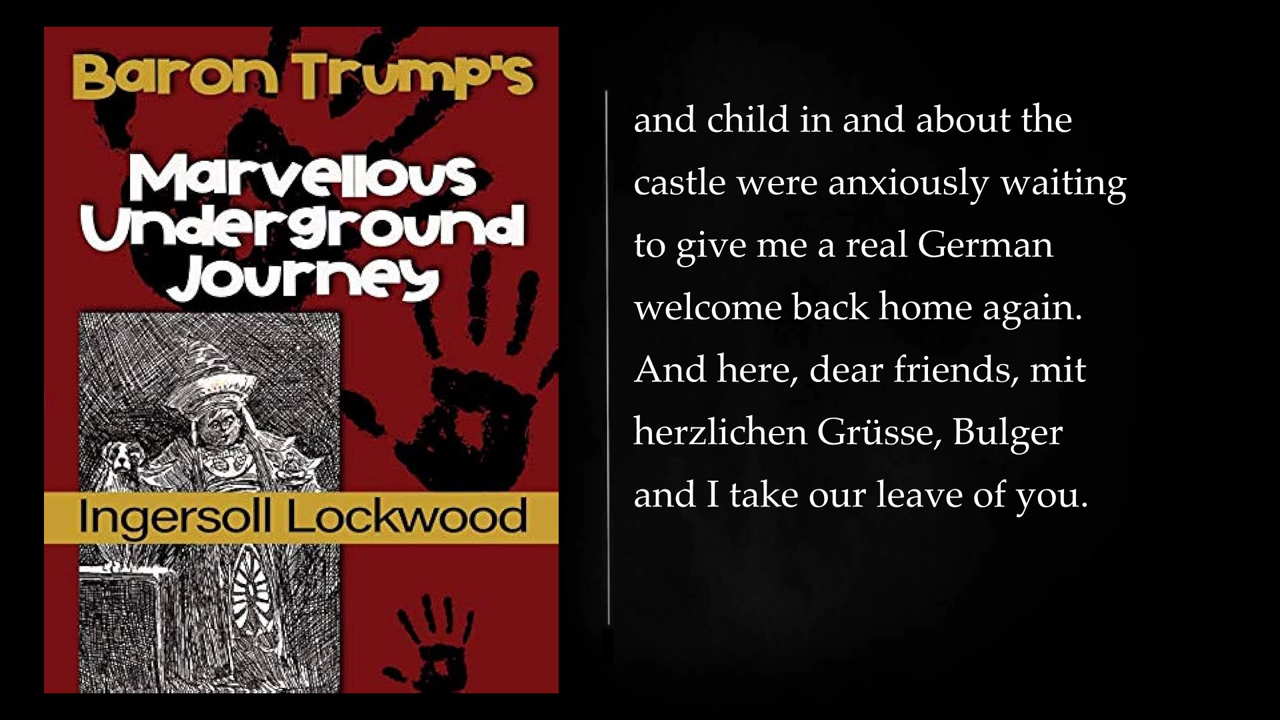 Baron Trump's
Marvellous
Underground
Journey
Ingersoll Lockwood
and child in and about the
castle were anxiously waiting
to give me a real German
welcome back home again.
And here, dear friends, mit
herzlichen Grüsse, Bulger
and I take our leave of you.